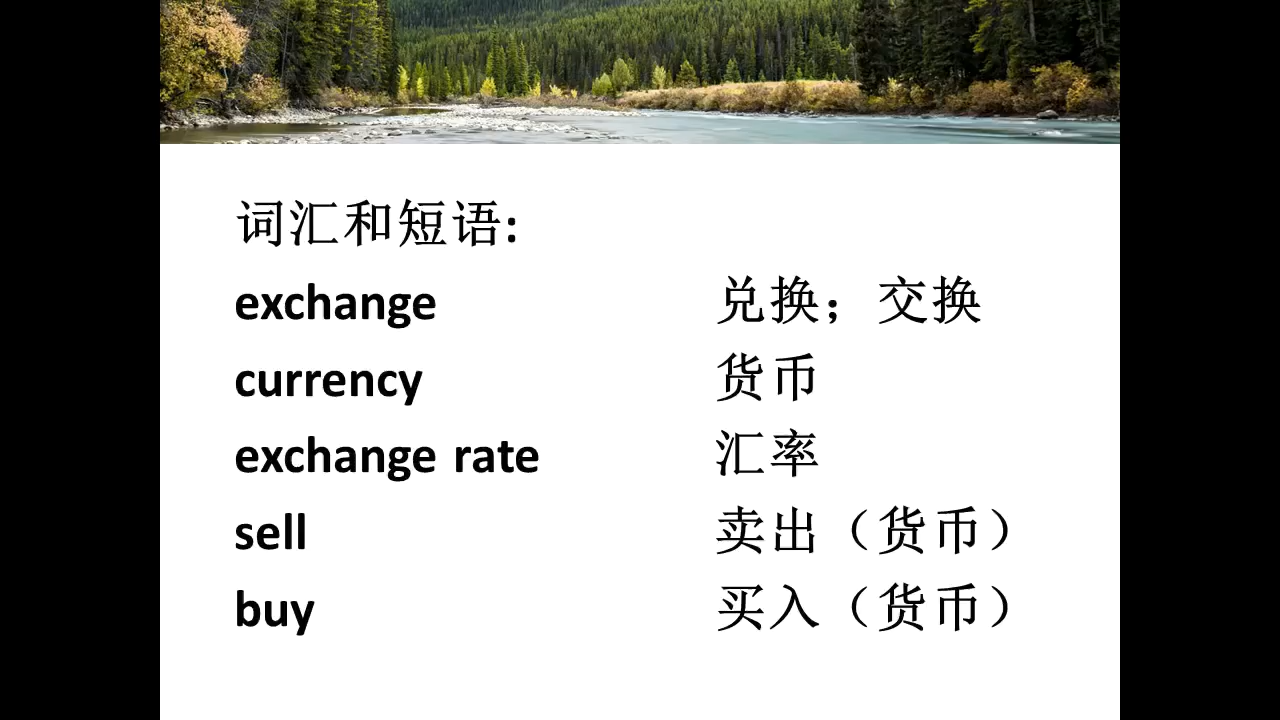 词汇和短语:
exchange 兑换；交换
currency 货币
exchange rate 汇率
sell 卖出（货币）
buy 买入（货币）